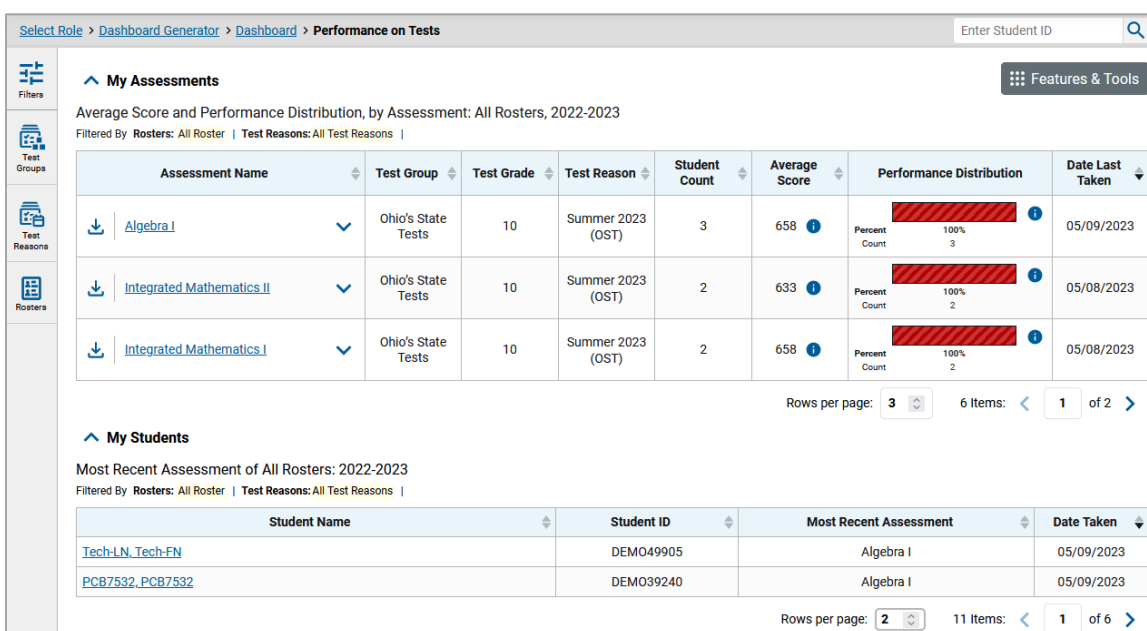 Select Role > Dashboard Generator > Dashboard > Performance on Tests
Enter Student ID
Filters
Test Groups
Test Reasons
Rosters
My Assessments
Features & Tools
Average Score and Performance Distribution, by Assessment: All Rosters, 2022-2023
Filtered By Rosters: All Roster | Test Reasons: All Test Reasons |
Assessment Name Test Group Test Grade Test Reason Student Count Average Score Performance Distribution Date Last Taken
Algebra I Ohio's State Tests 10 Summer 2023 (OST) 3 658 Percent 100% Count 3 05/09/2023
Integrated Mathematics II Ohio's State Tests 10 Summer 2023 (OST) 2 633 Percent 100% Count 2 05/08/2023
Integrated Mathematics I Ohio's State Tests 10 Summer 2023 (OST) 2 658 Percent 100% Count 2 05/08/2023
Rows per page: 3 6 Items: 1 of 2
My Students
Most Recent Assessment of All Rosters: 2022-2023
Filtered By Rosters: All Roster | Test Reasons: All Test Reasons |
Student Name Student ID Most Recent Assessment Date Taken
Tech-LN, Tech-FN DEMO49905 Algebra I 05/09/2023
PCB7532, PCB7532 DEMO39240 Algebra I 05/09/2023
Rows per page: 2 11 Items: 1 of 6